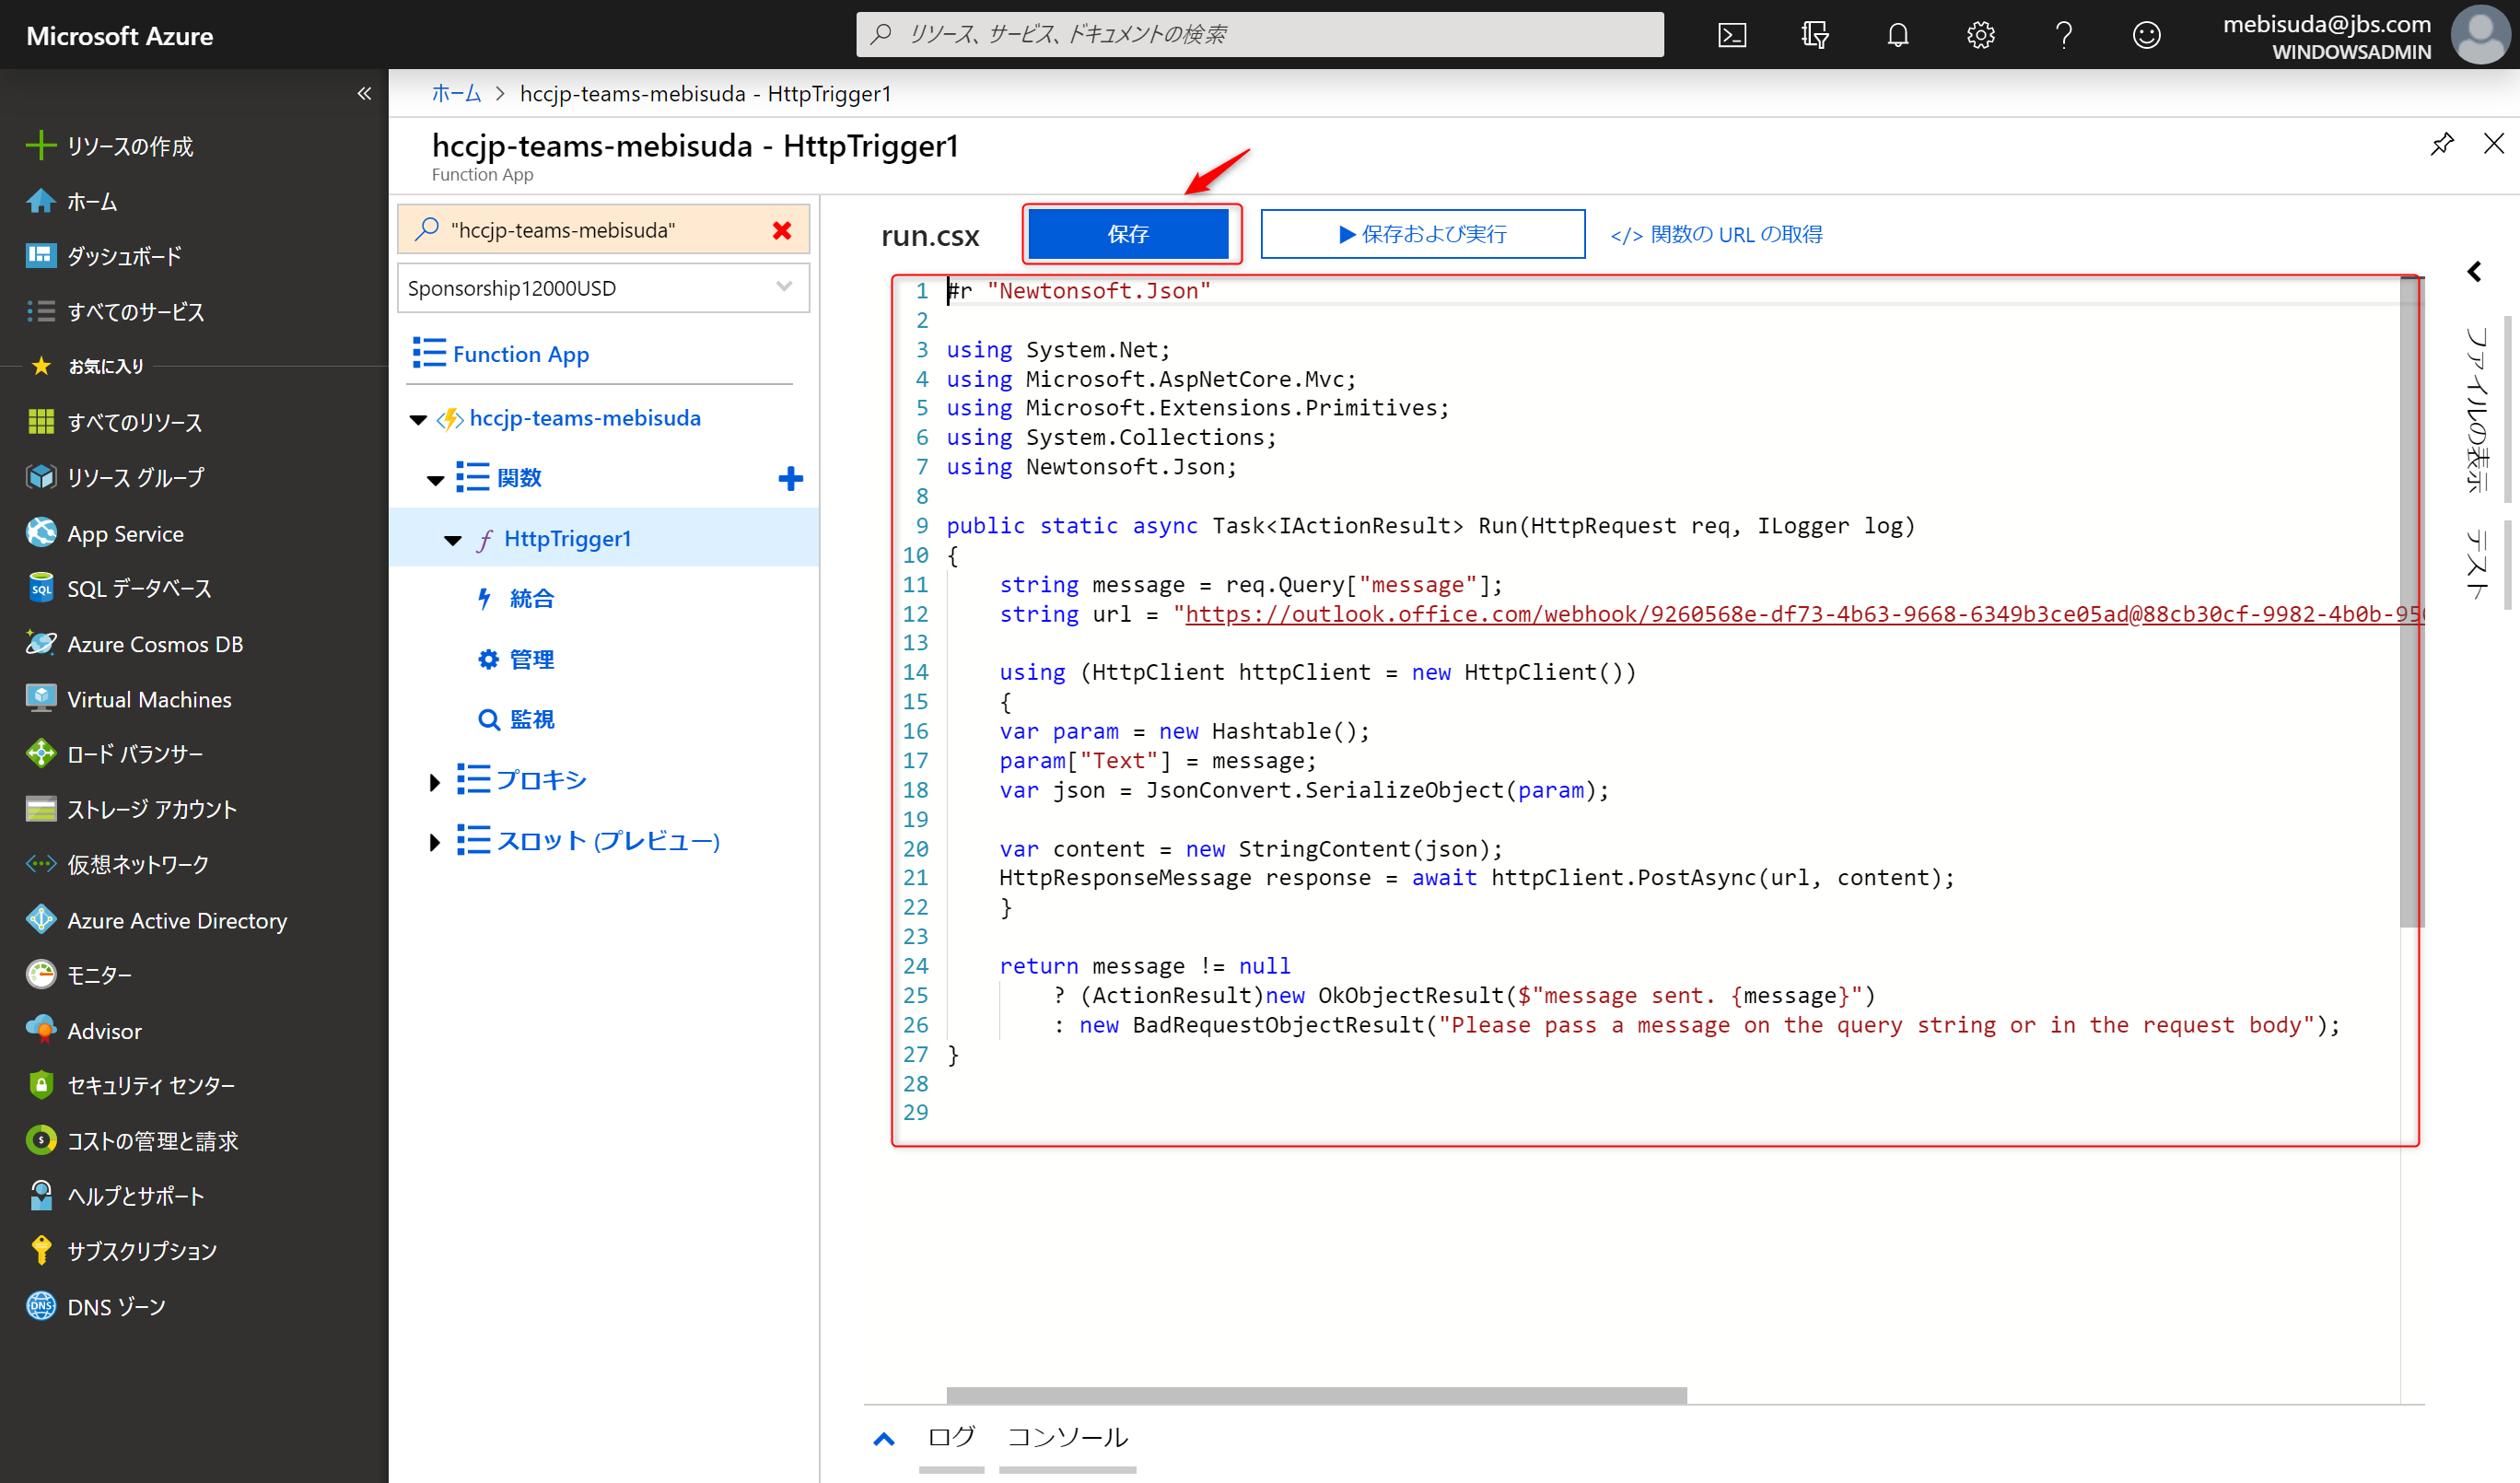 Microsoft Azure
リソース、サービス、ドキュメントの検索
mebisuda@jbs.com
WINDOWSADMIN
リソースの作成
ホーム
ダッシュボード
すべてのサービス
お気に入り
すべてのリソース
リソース グループ
App Service
SQL データベース
Azure Cosmos DB
Virtual Machines
ロード バランサー
ストレージ アカウント
仮想ネットワーク
Azure Active Directory
モニター
Advisor
セキュリティ センター
コストの管理と請求
ヘルプとサポート
サブスクリプション
DNS ゾーン
ホーム > hccjp-teams-mebisuda - HttpTrigger1
hccjp-teams-mebisuda - HttpTrigger1
Function App
"hccjp-teams-mebisuda"
Sponsorship12000USD
Function App
hccjp-teams-mebisuda
関数
HttpTrigger1
統合
管理
監視
プロキシ
スロット (プレビュー)
run.csx
保存
保存および実行
</> 関数の URL の取得
1 #r "Newtonsoft.Json"
2
3 using System.Net;
4 using Microsoft.AspNetCore.Mvc;
5 using Microsoft.Extensions.Primitives;
6 using System.Collections;
7 using Newtonsoft.Json;
8
9 public static async Task<IActionResult> Run(HttpRequest req, ILogger log)
10 {
11 string message = req.Query["message"];
12 string url = "https://outlook.office.com/webhook/9260568e-df73-4b63-9668-6349b3ce05ad@88cb30cf-9982-4b0b-950
13
14 using (HttpClient httpClient = new HttpClient())
15 {
16 var param = new Hashtable();
17 param["Text"] = message;
18 var json = JsonConvert.SerializeObject(param);
19
20 var content = new StringContent(json);
21 HttpResponseMessage response = await httpClient.PostAsync(url, content);
22 }
23
24 return message != null
25 ? (ActionResult)new OkObjectResult($"message sent. {message}")
26 : new BadRequestObjectResult("Please pass a message on the query string or in the request body");
27 }
28
29
ファイルの表示
テスト
ログ
コンソール